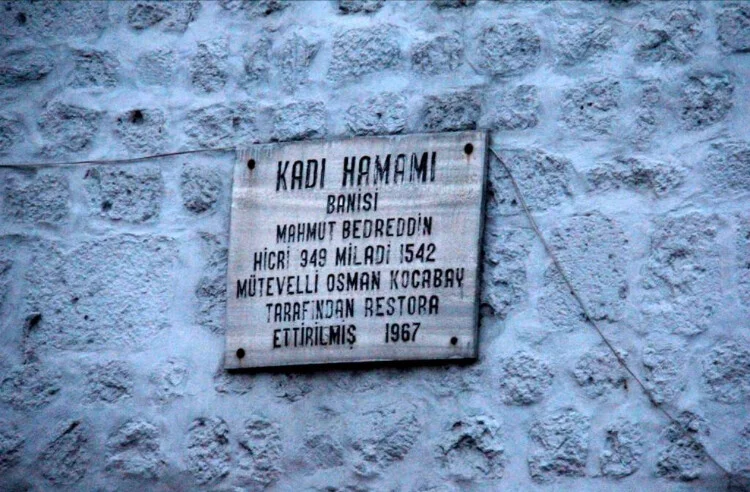 KADI HAMAMI
BANİSİ
MAHMUT BEDREDDİN
HİCRİ 949 MİLADİ 1542
MÜTEVELLİ OSMAN KOCABAY
TARAFINDAN RESTORA
ETTİRİLMİŞ 1967